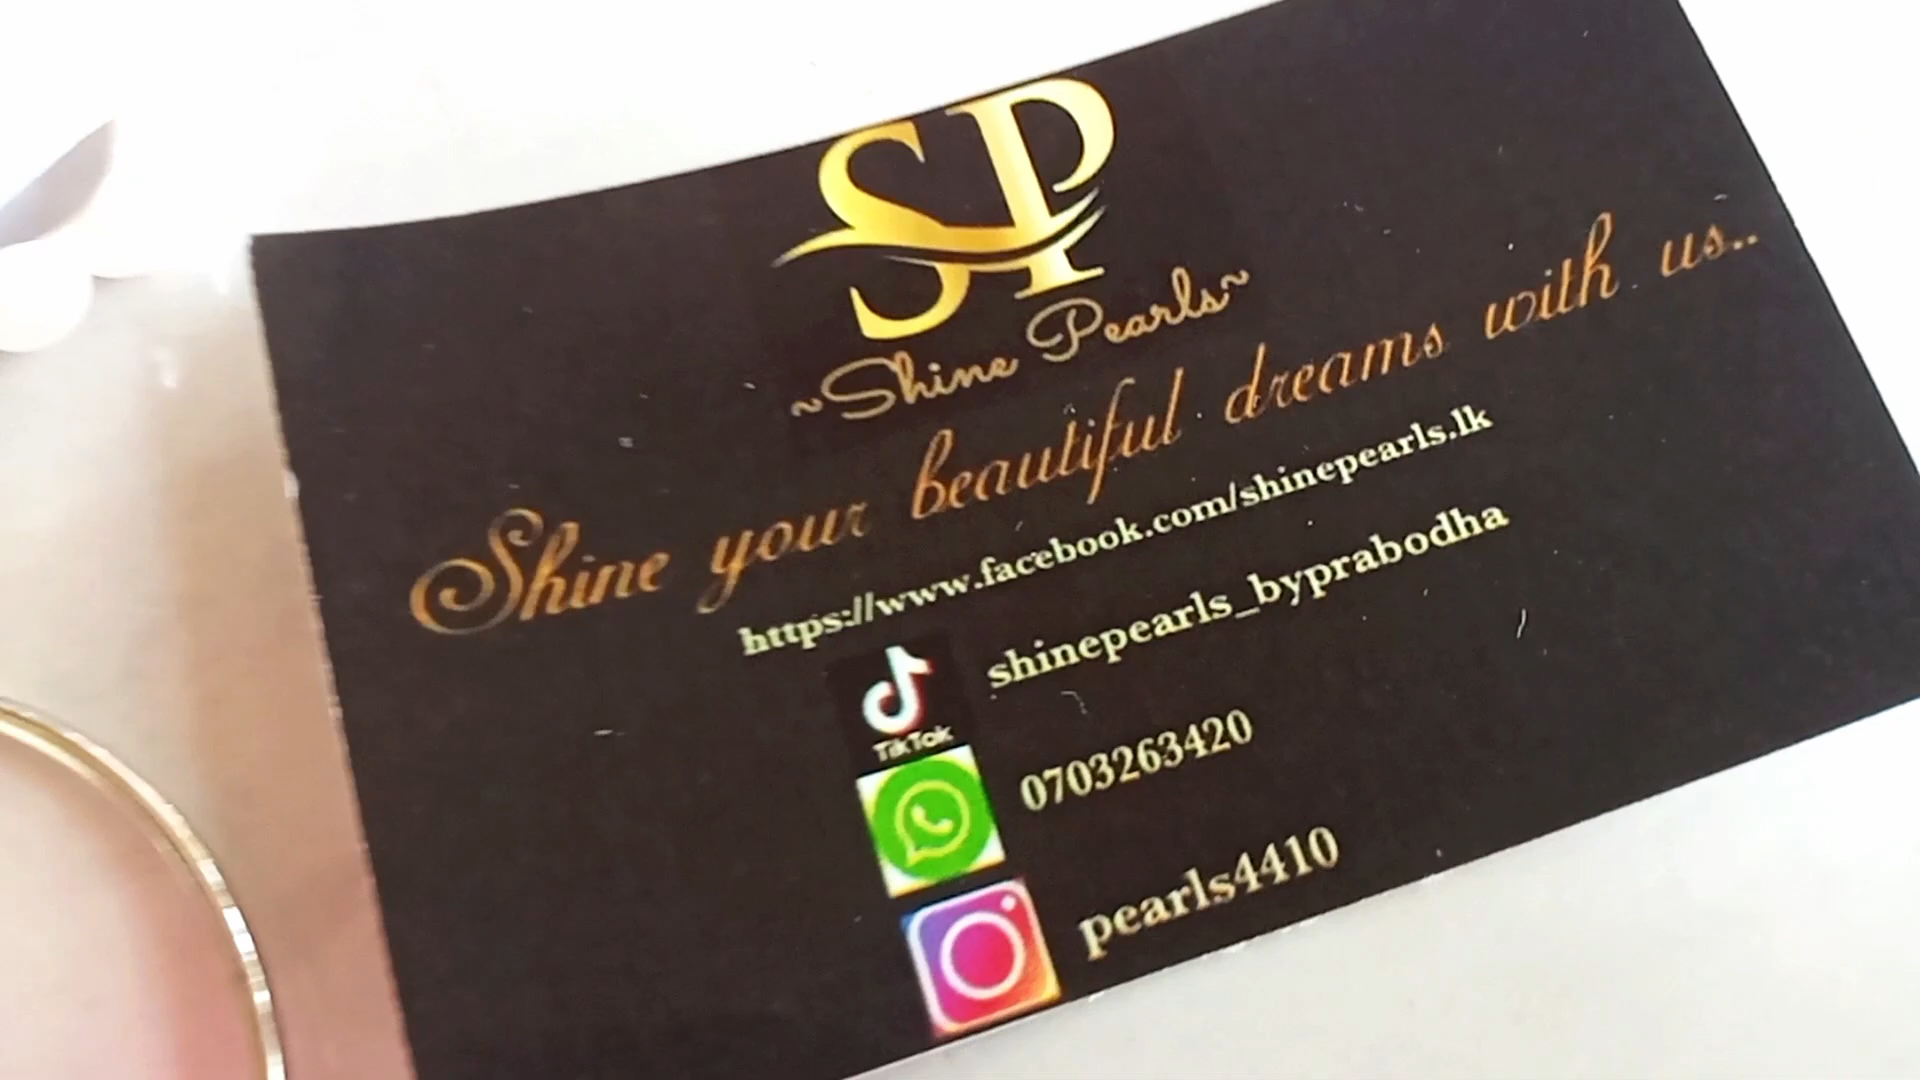 SP
~Shine Pearls~
Shine your beautiful dreams with us..
https://www.facebook.com/shinepearls.lk
TikTok
shinepearls_byprabodha
0703263420
pearls4410